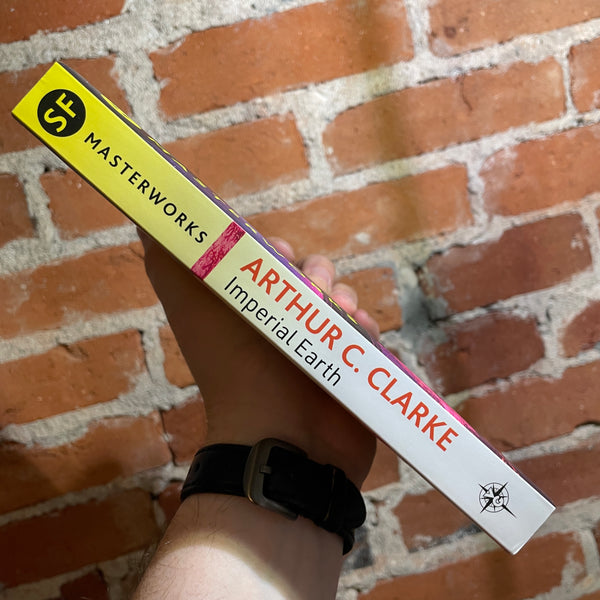 SF
MASTERWORKS
ARTHUR C. CLARKE
Imperial Earth